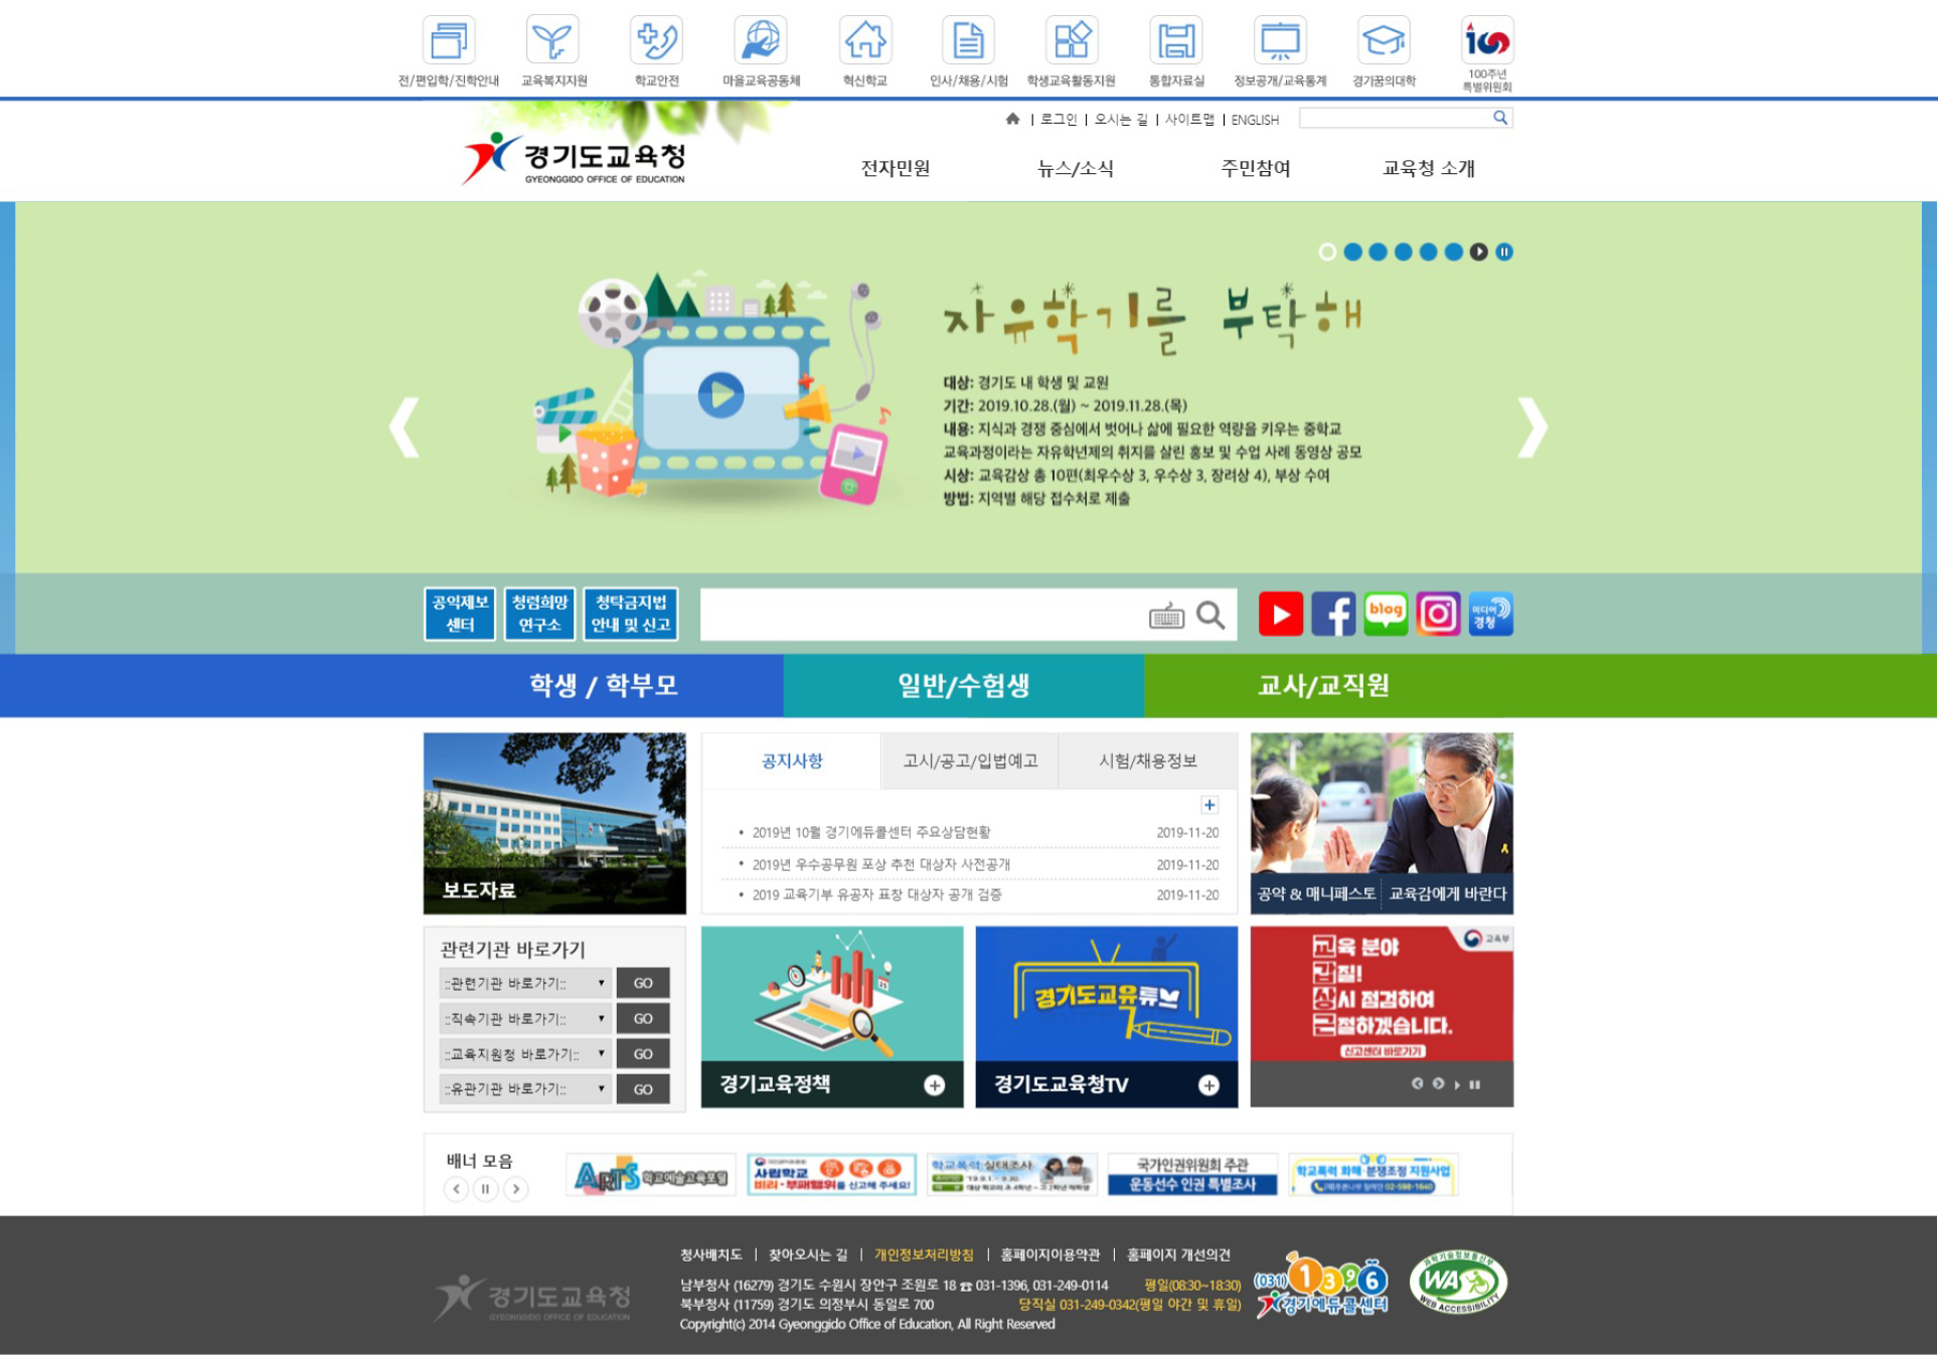 전/편입학/진학안내
교육복지지원
학교안전
마을교육공동체
혁신학교
인사/채용/시험
학생교육활동지원
통합자료실
정보공개/교육통계
경기꿈의대학
100주년
특별위원회
로그인 | 오시는 길 | 사이트맵 | ENGLISH
경기도교육청
GYEONGGIDO OFFICE OF EDUCATION
전자민원
뉴스/소식
주민참여
교육청 소개
자유학기를 부탁해
대상: 경기도 내 학생 및 교원
기간: 2019.10.28.(월) ~ 2019.11.28.(목)
내용: 지식과 경쟁 중심에서 벗어나 삶에 필요한 역량을 키우는 중학교
교육과정이라는 자유학년제의 취지를 살린 홍보 및 수업 사례 동영상 공모
시상: 교육감상 총 10편(최우수상 3, 우수상 3, 장려상 4), 부상 수여
방법: 지역별 해당 접수처로 제출
공익제보
센터
청렴희망
연구소
청탁금지법
안내 및 신고
blog
미디어
경청
학생 / 학부모
일반/수험생
교사/교직원
보도자료
공지사항
고시/공고/입법예고
시험/채용정보
2019년 10월 경기에듀콜센터 주요상담현황 2019-11-20
2019년 우수공무원 포상 추천 대상자 사전공개 2019-11-20
2019 교육기부 유공자 표창 대상자 공개 검증 2019-11-20
공약 & 매니페스토
교육감에게 바란다
관련기관 바로가기
::관련기관 바로가기:: GO
::직속기관 바로가기:: GO
::교육지원청 바로가기:: GO
::유관기관 바로가기:: GO
경기교육정책
경기도교육튜브
경기도교육청TV
교육부
교육 분야
갑질!
상시 점검하여
근절하겠습니다.
신고센터 바로가기
배너 모음
ARTS 학교예술교육포털
사립학교
비리·부패행위를 신고해 주세요!
학교폭력 실태조사
국가인권위원회 주관
운동선수 인권 특별조사
학교폭력 화해·분쟁조정 지원사업
02-598-1640
경기도교육청
GYEONGGIDO OFFICE OF EDUCATION
청사배치도 | 찾아오시는 길 | 개인정보처리방침 | 홈페이지이용약관 | 홈페이지 개선의견
남부청사 (16279) 경기도 수원시 장안구 조원로 18 ☎ 031-1396, 031-249-0114 평일(08:30~18:30)
북부청사 (11759) 경기도 의정부시 동일로 700 당직실 031-249-0342(평일 야간 및 휴일)
Copyright(c) 2014 Gyeonggido Office of Education, All Right Reserved
(031) 1396
경기에듀콜센터
과학기술정보통신부
WA
WEB ACCESSIBILITY